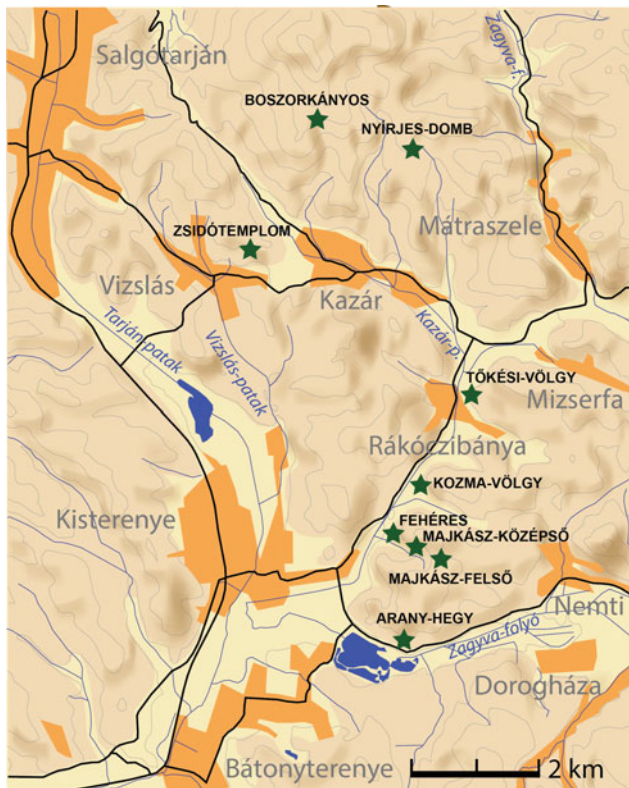 Salgótarján
Zagyva-f.
BOSZORKÁNYOS
NYÍRJES-DOMB
Mátraszele
ZSIDÓTEMPLOM
Vizslás
Kazár
Tarján-patak
Vizslás-patak
Kazár-p.
TŐKÉSI-VÖLGY
Mizserfa
Rákóczibánya
KOZMA-VÖLGY
Kisterenye
FEHÉRES
MAJKÁSZ-KÖZÉPSŐ
MAJKÁSZ-FELSŐ
Nemti
ARANY-HEGY
Zagyva-folyó
Dorogháza
Bátonyterenye
2 km